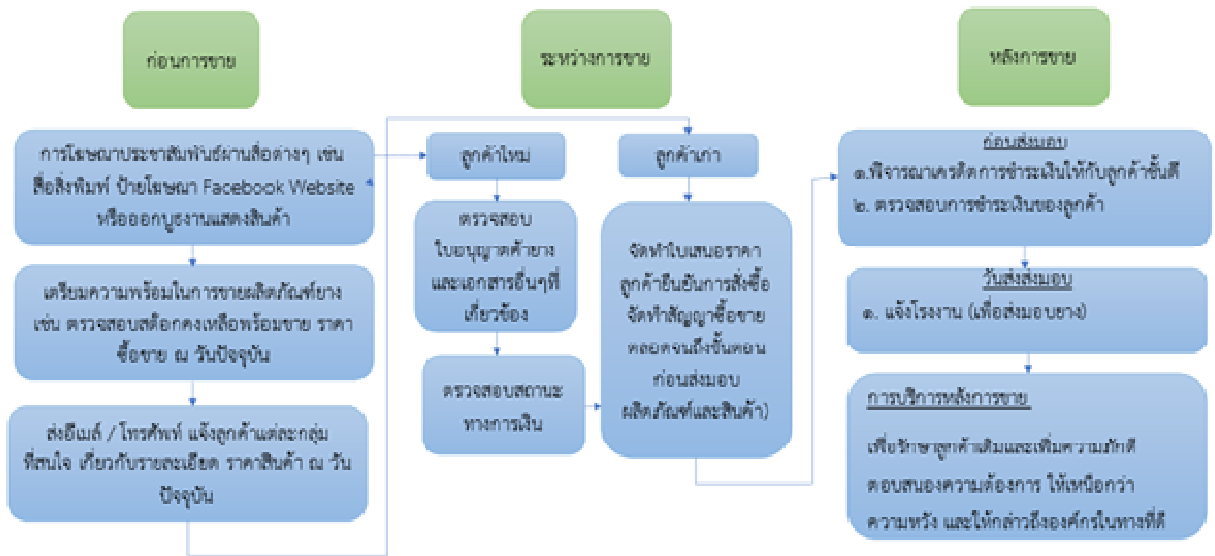 ก่อนการขาย
การโฆษณาประชาสัมพันธ์ผ่านสื่อต่างๆ เช่น
สื่อสิ่งพิมพ์ ป้ายโฆษณา Facebook Website
หรือออกบูธงานแสดงสินค้า
เตรียมความพร้อมในการขายผลิตภัณฑ์ยาง
เช่น ตรวจสอบสต๊อกคงเหลือพร้อมขาย ราคา
ซื้อขาย ณ วันปัจจุบัน
ส่งอีเมล์ / โทรศัพท์ แจ้งลูกค้าแต่ละกลุ่ม
ที่สนใจ เกี่ยวกับรายละเอียด ราคาสินค้า ณ วัน
ปัจจุบัน
ระหว่างการขาย
ลูกค้าใหม่
ตรวจสอบ
ใบอนุญาตค้ายาง
และเอกสารอื่นๆที่
เกี่ยวข้อง
ตรวจสอบสถานะ
ทางการเงิน
ลูกค้าเก่า
จัดทำใบเสนอราคา
ลูกค้ายืนยันการสั่งซื้อ
จัดทำสัญญาซื้อขาย
ตลอดจนถึงขั้นตอน
ก่อนส่งมอบ
ผลิตภัณฑ์และสินค้า)
หลังการขาย
ก่อนส่งมอบ
๑.พิจารณาเครดิตการชำระเงินให้กับลูกค้าชั้นดี
๒. ตรวจสอบการชำระเงินของลูกค้า
วันส่งส่งมอบ
๑. แจ้งโรงงาน (เพื่อส่งมอบยาง)
การบริการหลังการขาย
เพื่อรักษาลูกค้าเดิมและเพิ่มความภักดี
ตอบสนองความต้องการ ให้เหนือกว่า
ความหวัง และให้กล่าวถึงองค์กรในทางที่ดี